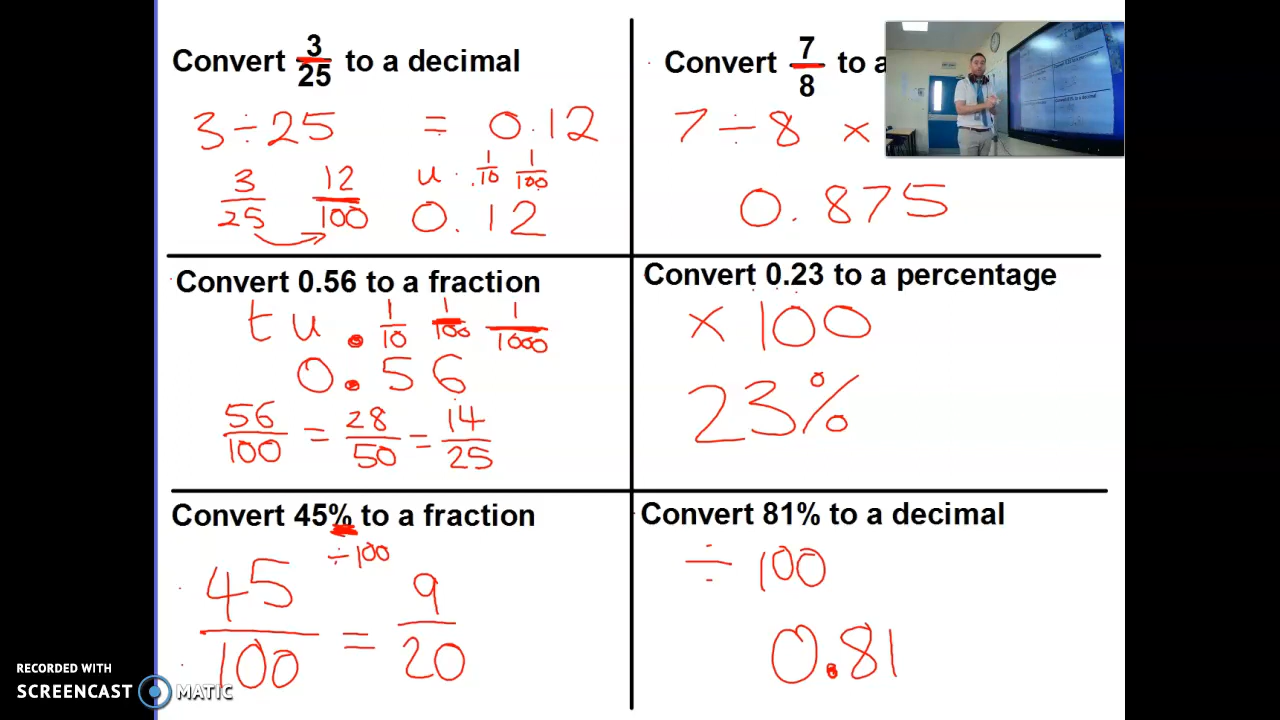 Convert 3/25 to a decimal
3 ÷ 25 = 0.12
3/25 12/100 u . 1/10 1/100
0.12
Convert 7/8 to a
7 ÷ 8 ×
0.875
Convert 0.56 to a fraction
t u . 1/10 1/100 1/1000
0.56
56/100 = 28/50 = 14/25
Convert 0.23 to a percentage
× 100
23%
Convert 45% to a fraction
÷100
45/100 = 9/20
Convert 81% to a decimal
÷ 100
0.81
RECORDED WITH
SCREENCAST MATIC